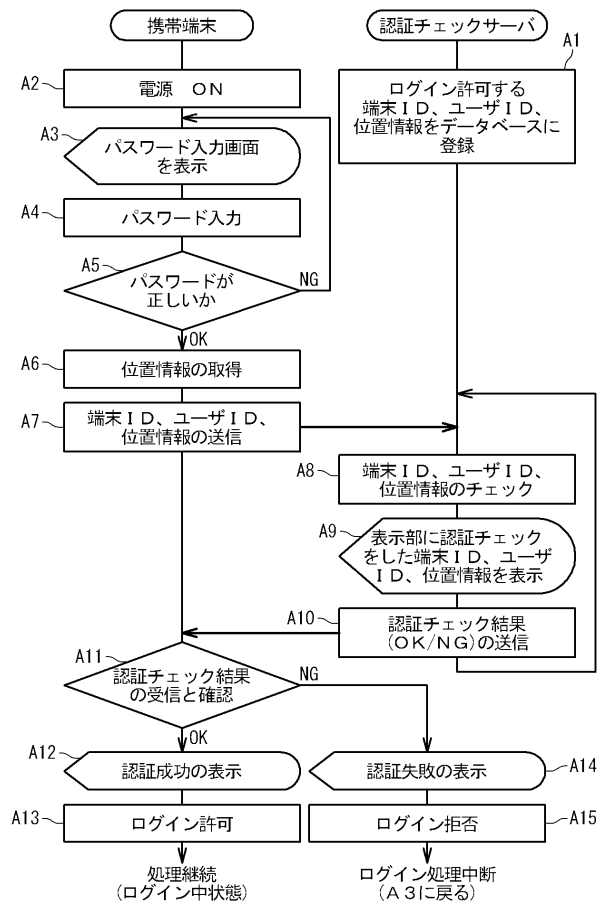 携帯端末
認証チェックサーバ
A1
ログイン許可する
端末ID、ユーザID、
位置情報をデータベースに
登録
A2
電源 ON
A3
パスワード入力画面
を表示
A4
パスワード入力
A5
パスワードが
正しいか
NG
OK
A6
位置情報の取得
A7
端末ID、ユーザID、
位置情報の送信
A8
端末ID、ユーザID、
位置情報のチェック
A9
表示部に認証チェック
をした端末ID、ユーザ
ID、位置情報を表示
A10
認証チェック結果
(OK/NG)の送信
A11
認証チェック結果
の受信と確認
NG
OK
A12
認証成功の表示
A13
ログイン許可
処理継続
(ログイン中状態)
A14
認証失敗の表示
A15
ログイン拒否
ログイン処理中断
(A3に戻る)